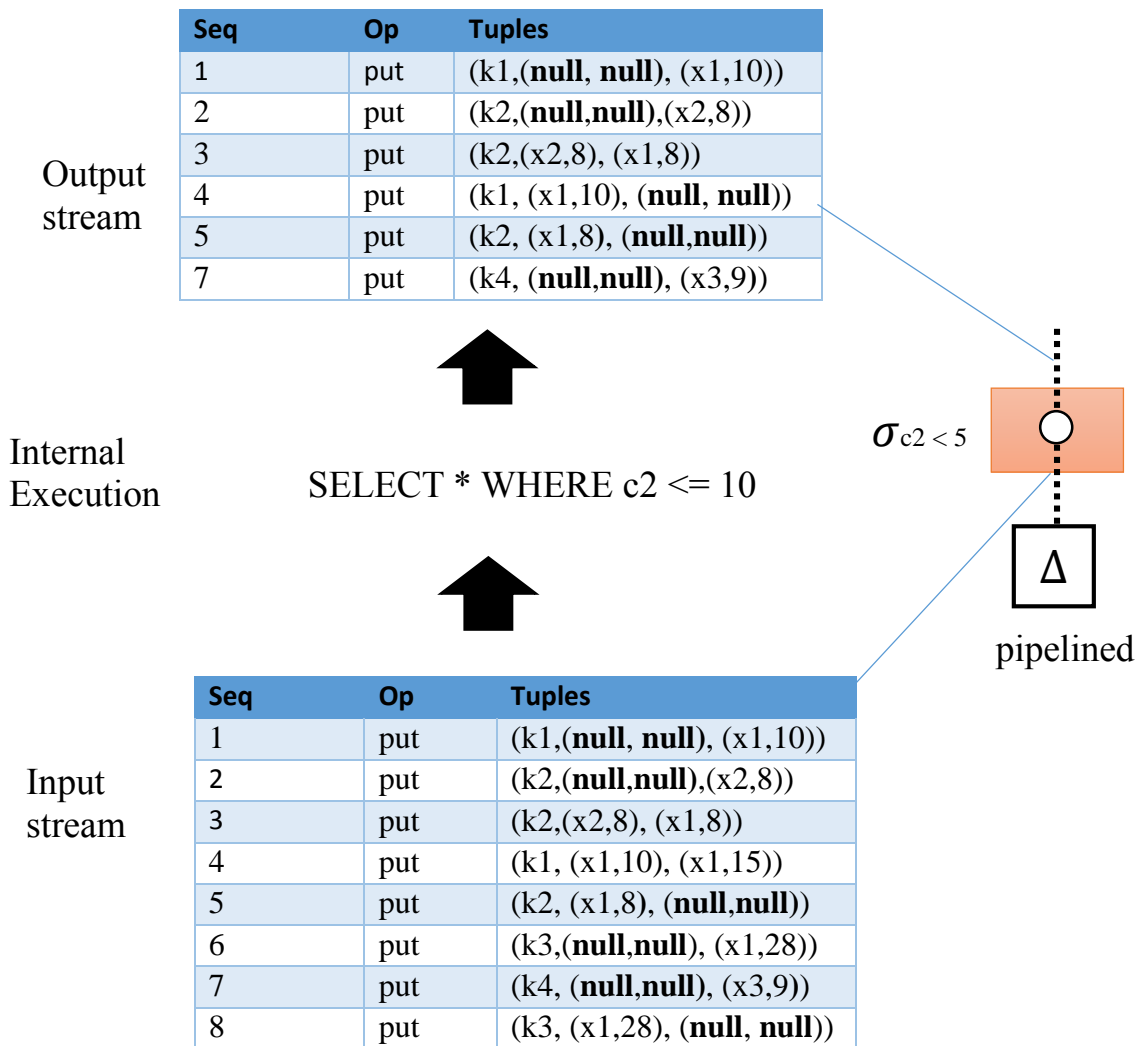 Seq Op Tuples
1 put (k1,(null, null), (x1,10))
2 put (k2,(null,null),(x2,8))
3 put (k2,(x2,8), (x1,8))
4 put (k1, (x1,10), (null, null))
5 put (k2, (x1,8), (null,null))
7 put (k4, (null,null), (x3,9))
Output
stream
Internal
Execution
SELECT * WHERE c2 <= 10
σ c2 < 5
Δ
pipelined
Input
stream
Seq Op Tuples
1 put (k1,(null, null), (x1,10))
2 put (k2,(null,null),(x2,8))
3 put (k2,(x2,8), (x1,8))
4 put (k1, (x1,10), (x1,15))
5 put (k2, (x1,8), (null,null))
6 put (k3,(null,null), (x1,28))
7 put (k4, (null,null), (x3,9))
8 put (k3, (x1,28), (null, null))